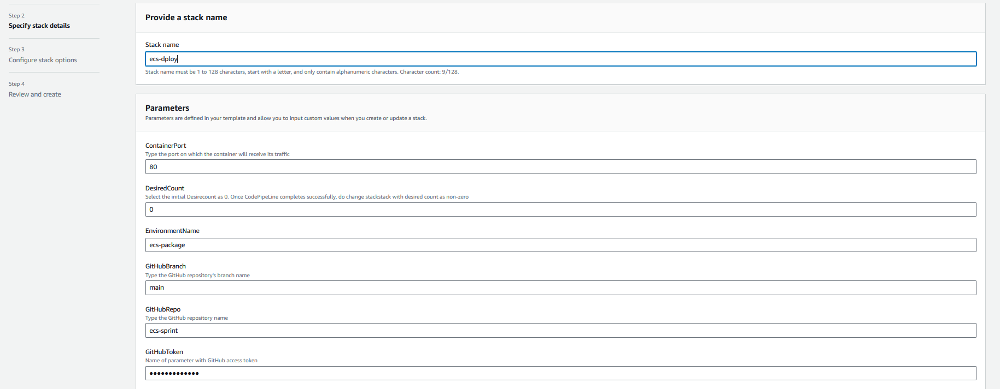 Step 2
Specify stack details
Step 3
Configure stack options
Step 4
Review and create
Provide a stack name
Stack name
ecs-dploy
Stack name must be 1 to 128 characters, start with a letter, and only contain alphanumeric characters. Character count: 9/128.
Parameters
Parameters are defined in your template and allow you to input custom values when you create or update a stack.
ContainerPort
Type the port on which the container will receive its traffic
80
DesiredCount
Select the initial Desirecount as 0. Once CodePipeLine completes successfully, do change stackstack with desired count as non-zero
0
EnvironmentName
ecs-package
GitHubBranch
Type the GitHub repository's branch name
main
GitHubRepo
Type the GitHub repository name
ecs-sprint
GitHubToken
Name of parameter with GitHub access token
•••••••••••••